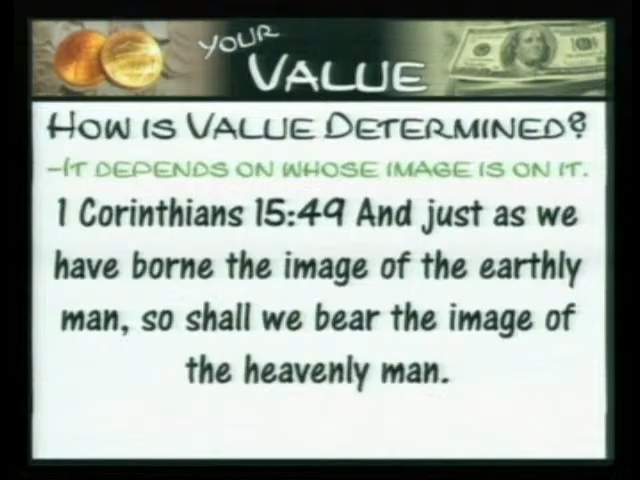 YOUR
VALUE
HOW IS VALUE DETERMINED?
-IT DEPENDS ON WHOSE IMAGE IS ON IT.
1 Corinthians 15:49 And just as we
have borne the image of the earthly
man, so shall we bear the image of
the heavenly man.